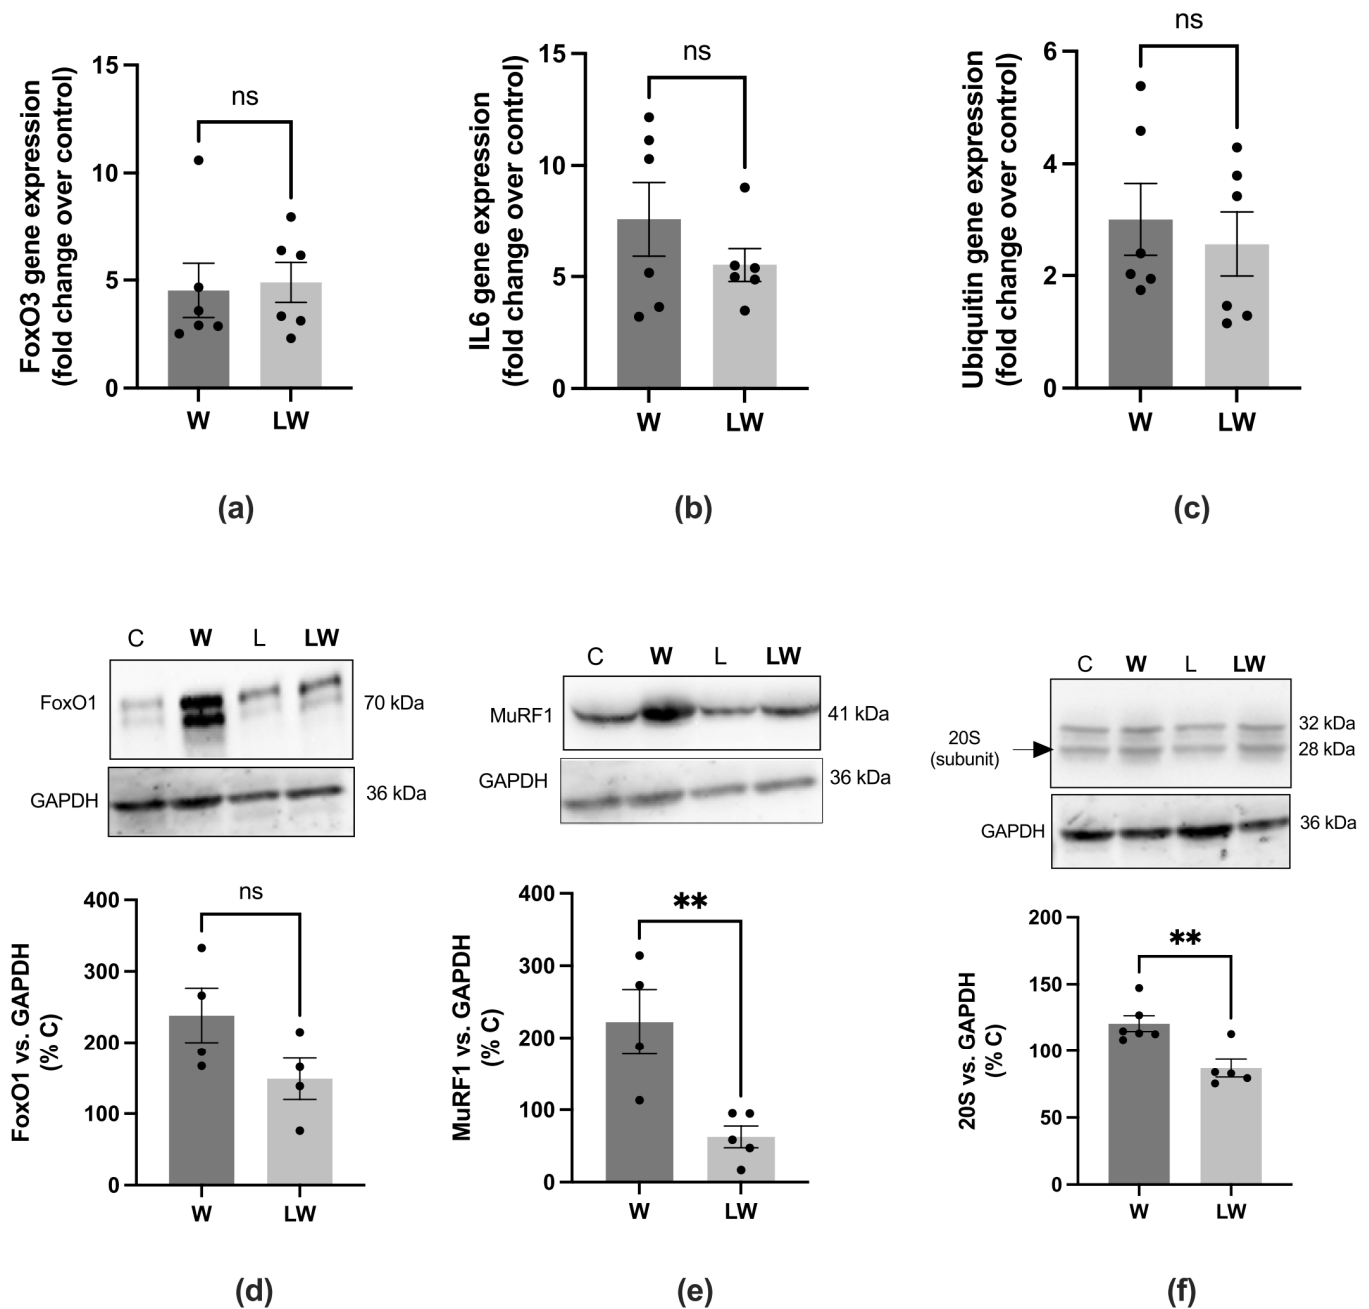 FoxO3 gene expression
(fold change over control)
15
10
5
0
ns
W
LW
(a)
IL6 gene expression
(fold change over control)
15
10
5
0
ns
W
LW
(b)
Ubiquitin gene expression
(fold change over control)
6
4
2
0
ns
W
LW
(c)
C W L LW
FoxO1
70 kDa
GAPDH
36 kDa
FoxO1 vs. GAPDH
(% C)
400
300
200
100
0
ns
W
LW
(d)
C W L LW
MuRF1
41 kDa
GAPDH
36 kDa
MuRF1 vs. GAPDH
(% C)
400
300
200
100
0
**
W
LW
(e)
C W L LW
20S
(subunit)
32 kDa
28 kDa
GAPDH
36 kDa
20S vs. GAPDH
(% C)
200
150
100
50
0
**
W
LW
(f)